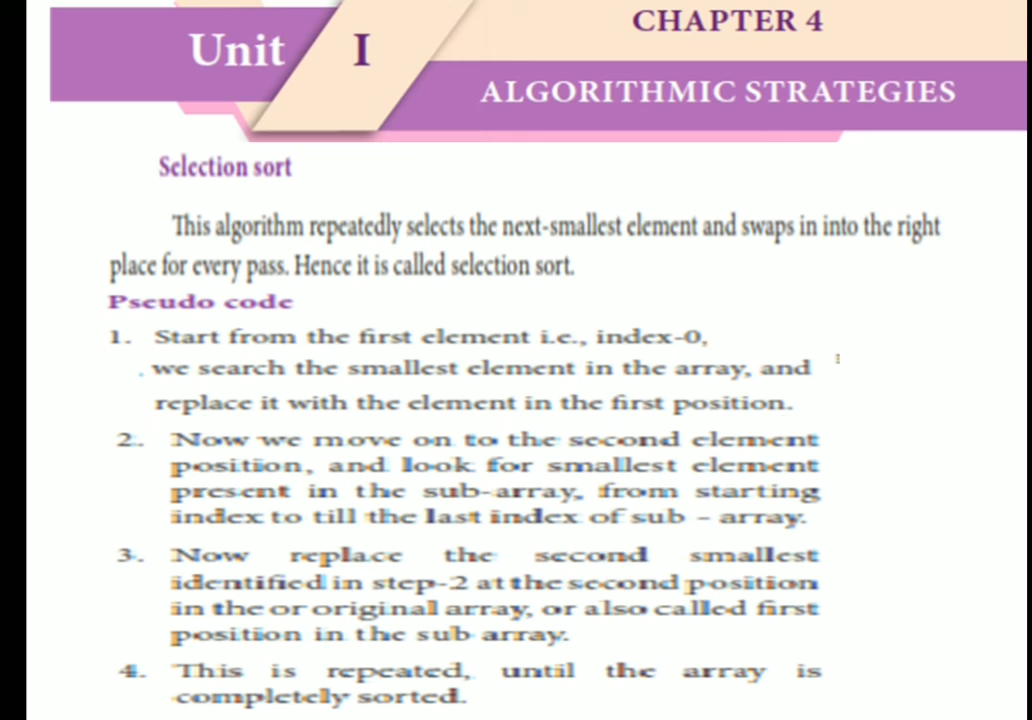 Unit I
CHAPTER 4
ALGORITHMIC STRATEGIES
Selection sort
This algorithm repeatedly selects the next-smallest element and swaps in into the right
place for every pass. Hence it is called selection sort.
Pseudo code
1. Start from the first element i.e., index-0,
we search the smallest element in the array, and
replace it with the element in the first position.
2. Now we move on to the second element
position, and look for smallest element
present in the sub-array, from starting
index to till the last index of sub – array.
3. Now replace the second smallest
identified in step-2 at the second position
in the or original array, or also called first
position in the sub array.
4. This is repeated, until the array is
completely sorted.